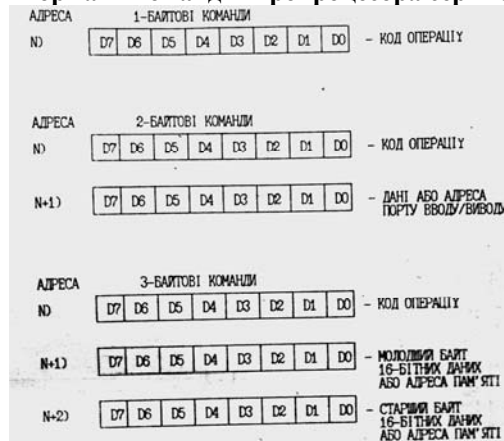 АДРЕСА 1-БАЙТОВІ КОМАНДИ
N) D7 D6 D5 D4 D3 D2 D1 D0 - КОД ОПЕРАЦІY
АДРЕСА 2-БАЙТОВІ КОМАНДИ
N) D7 D6 D5 D4 D3 D2 D1 D0 - КОД ОПЕРАЦІY
N+1) D7 D6 D5 D4 D3 D2 D1 D0 - ДАНІ АБО АДРЕСА
ПОРТУ ВВОДУ/ВИВОДУ
АДРЕСА 3-БАЙТОВІ КОМАНДИ
N) D7 D6 D5 D4 D3 D2 D1 D0 - КОД ОПЕРАЦІY
N+1) D7 D6 D5 D4 D3 D2 D1 D0 - МОЛОДШИЙ БАЙТ
16-БІТНИХ ДАНИХ
АБО АДРЕСА ПАМ'ЯТІ
N+2) D7 D6 D5 D4 D3 D2 D1 D0 - СТАРШИЙ БАЙТ
16-БІТНИХ ДАНИХ
АБО АДРЕСА ПАМ'ЯТІ